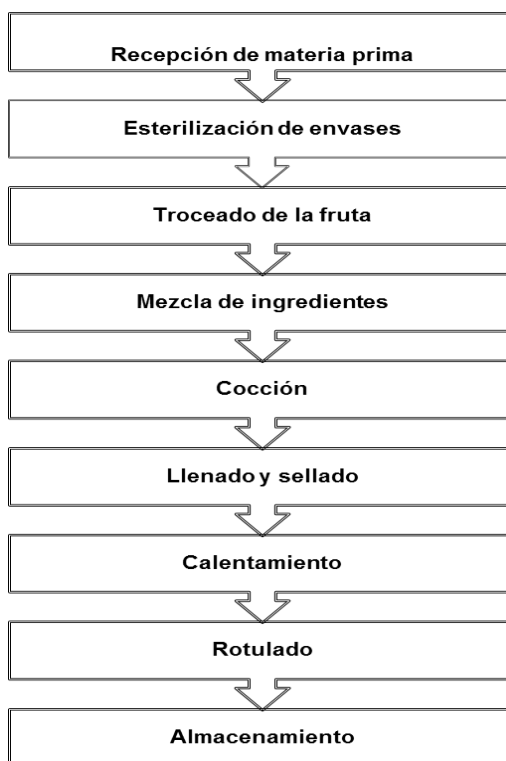 Recepción de materia prima
Esterilización de envases
Troceado de la fruta
Mezcla de ingredientes
Cocción
Llenado y sellado
Calentamiento
Rotulado
Almacenamiento